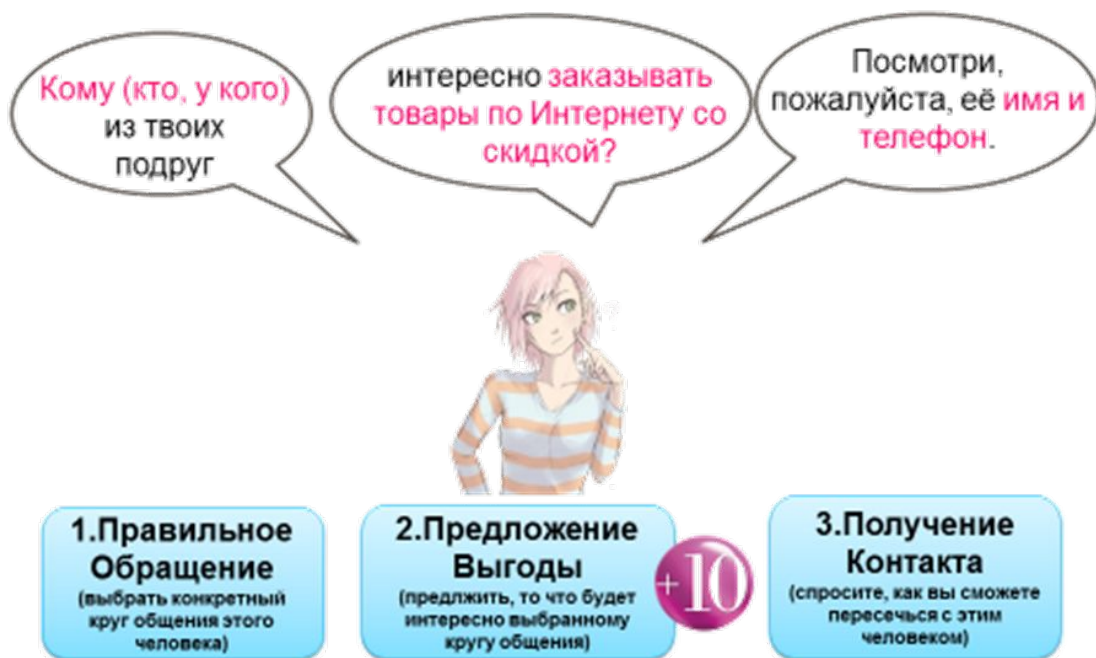 Кому (кто, у кого)
из твоих
подруг
интересно заказывать
товары по Интернету со
скидкой?
Посмотри,
пожалуйста, её имя и
телефон.
1.Правильное
Обращение
(выбрать конкретный
круг общения этого
человека)
2.Предложение
Выгоды
(предлжить, то что будет
интересно выбранному
кругу общения)
+10
3.Получение
Контакта
(спросите, как вы сможете
пересечься с этим
человеком)